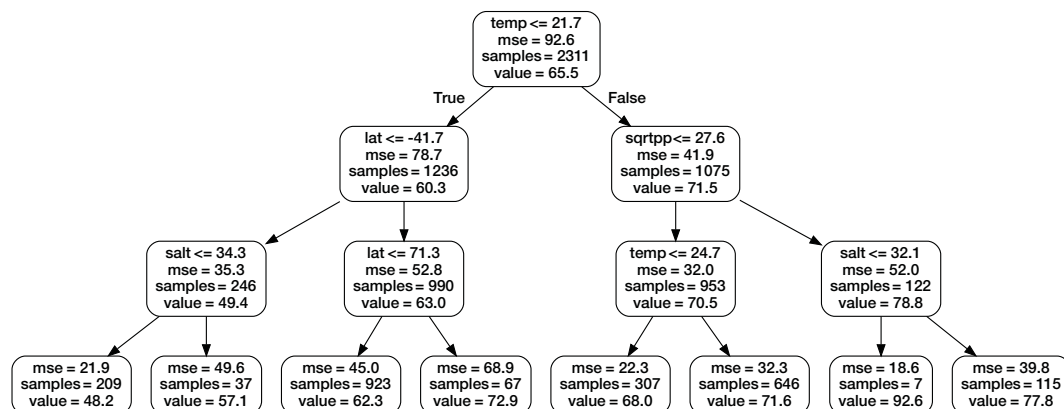 temp <= 21.7
mse = 92.6
samples = 2311
value = 65.5
True
False
lat <= -41.7
mse = 78.7
samples = 1236
value = 60.3
sqrtpp<= 27.6
mse = 41.9
samples = 1075
value = 71.5
salt <= 34.3
mse = 35.3
samples = 246
value = 49.4
lat <= 71.3
mse = 52.8
samples = 990
value = 63.0
temp<= 24.7
mse = 32.0
samples = 953
value = 70.5
salt <= 32.1
mse = 52.0
samples = 122
value = 78.8
mse = 21.9
samples = 209
value = 48.2
mse = 49.6
samples = 37
value = 57.1
mse = 45.0
samples = 923
value = 62.3
mse = 68.9
samples = 67
value = 72.9
mse = 22.3
samples = 307
value = 68.0
mse = 32.3
samples = 646
value = 71.6
mse = 18.6
samples = 7
value = 92.6
mse = 39.8
samples = 115
value = 77.8